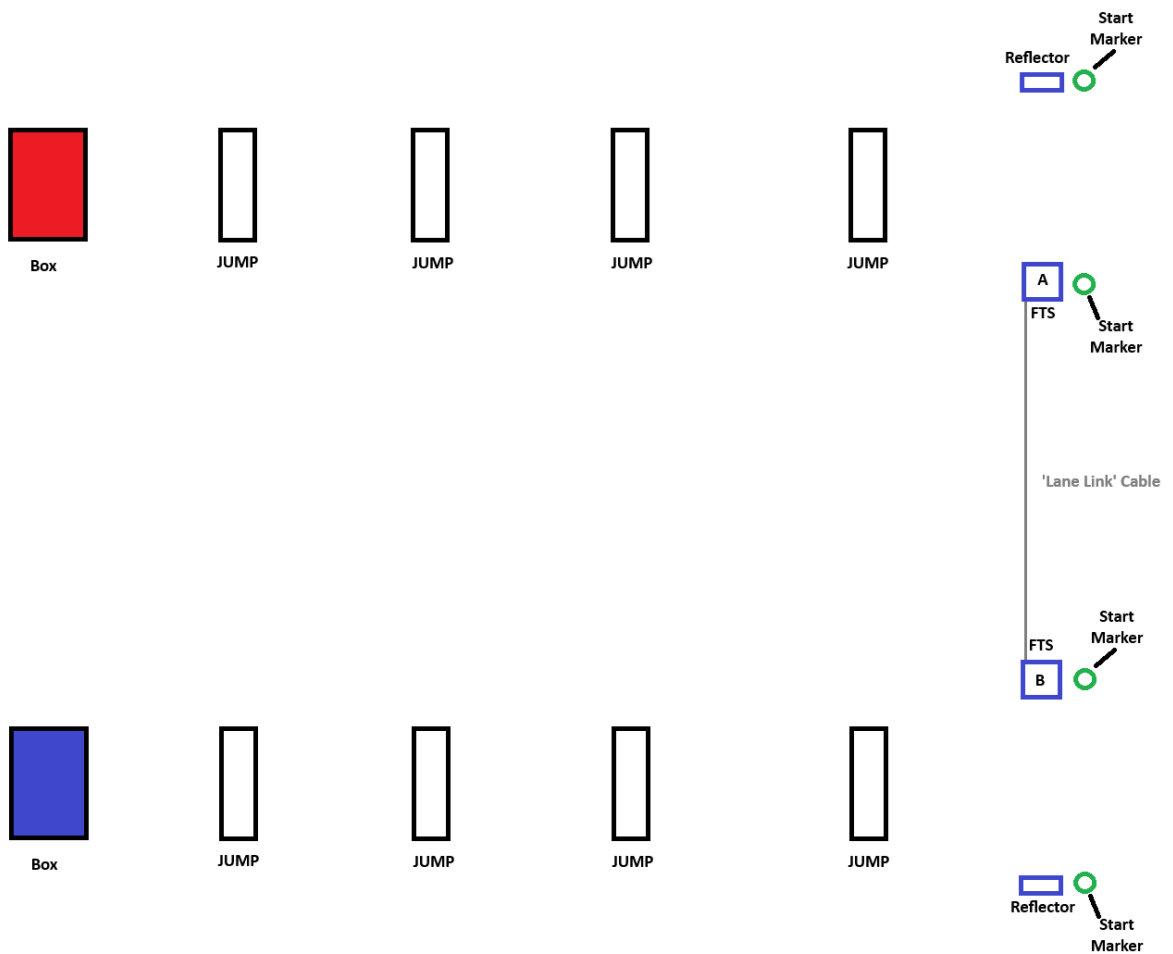 Start
Marker
Reflector
Box
JUMP
JUMP
JUMP
JUMP
A
FTS
Start
Marker
'Lane Link' Cable
Start
Marker
FTS
B
Box
JUMP
JUMP
JUMP
JUMP
Reflector
Start
Marker